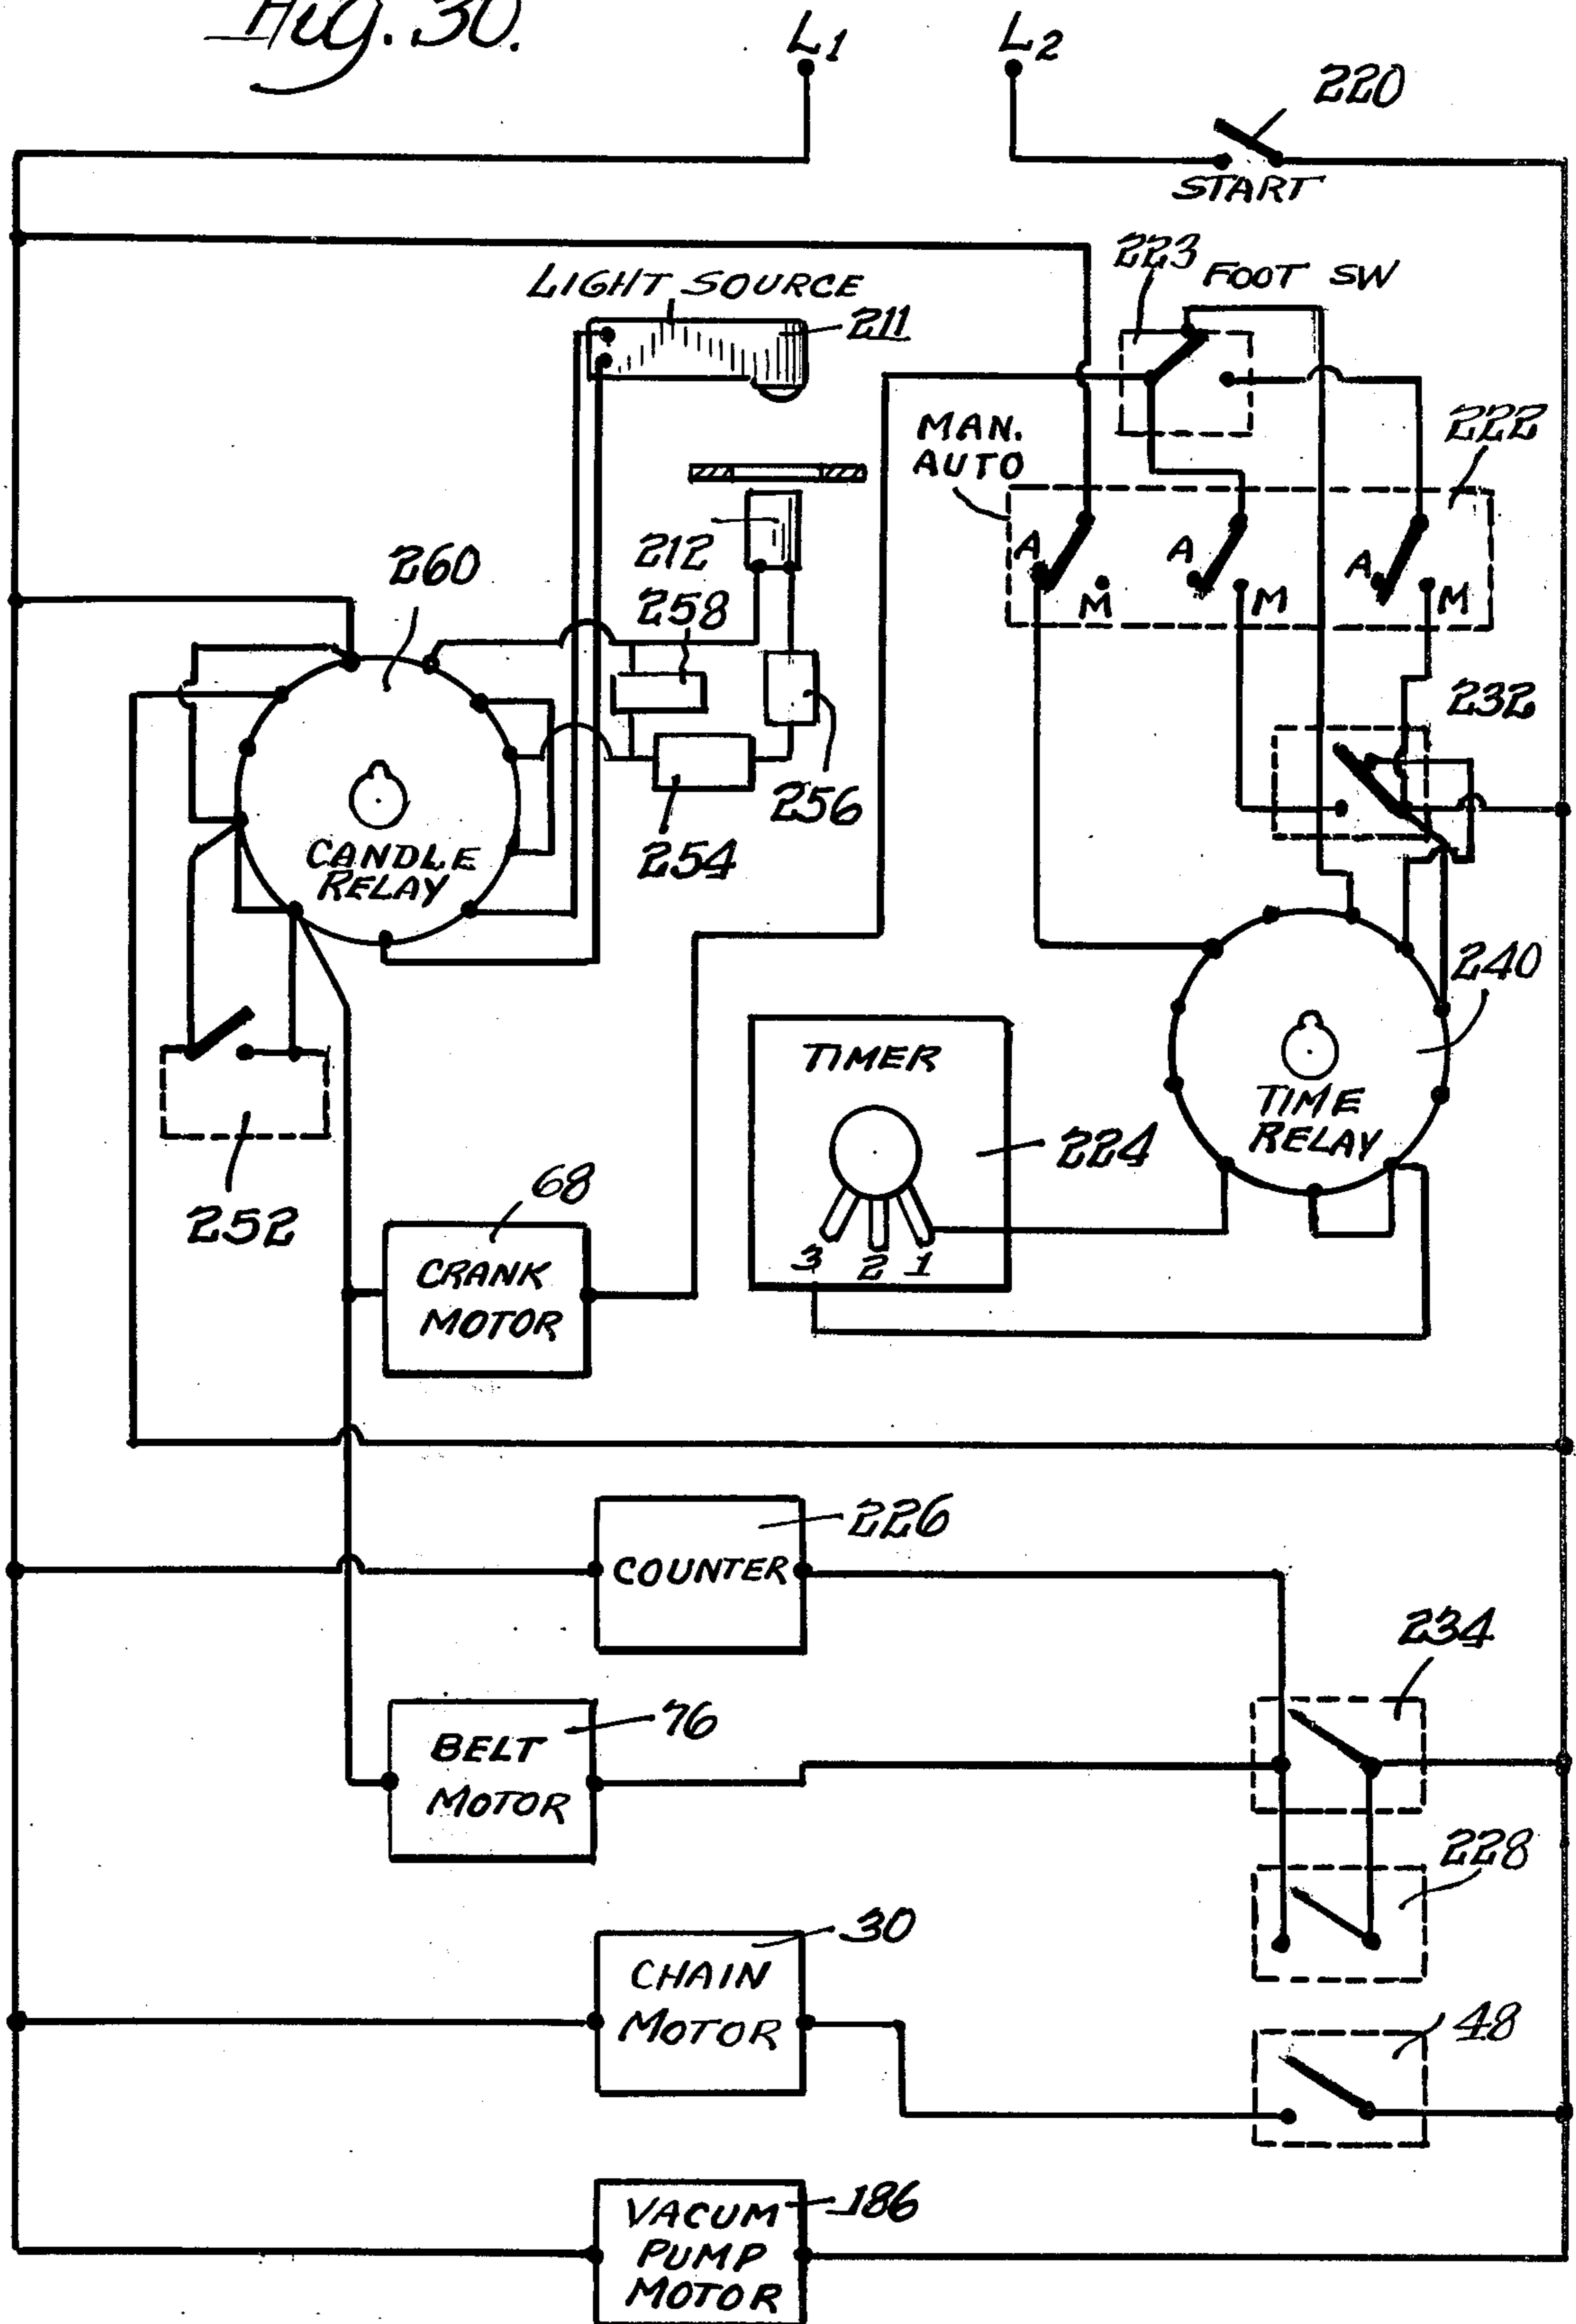 Fig. 30.
L1 L2
220
START
223 FOOT SW
LIGHT SOURCE
211
MAN.
AUTO
222
212
A A A
M M M
260
258
232
256
254
CANDLE
RELAY
240
TIMER
TIME
RELAY
224
252
68
3 2 1
CRANK
MOTOR
226
COUNTER
234
76
BELT
MOTOR
228
30
CHAIN
MOTOR
48
186
VACUM
PUMP
MOTOR